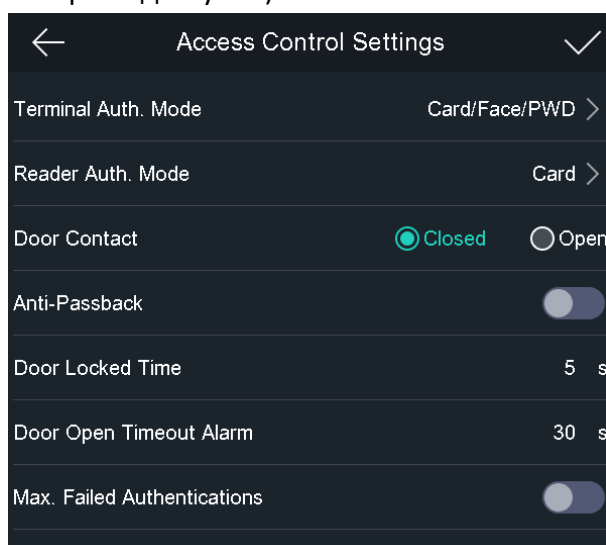 Access Control Settings
Terminal Auth. Mode Card/Face/PWD >
Reader Auth. Mode Card >
Door Contact Closed Open
Anti-Passback
Door Locked Time 5 s
Door Open Timeout Alarm 30 s
Max. Failed Authentications